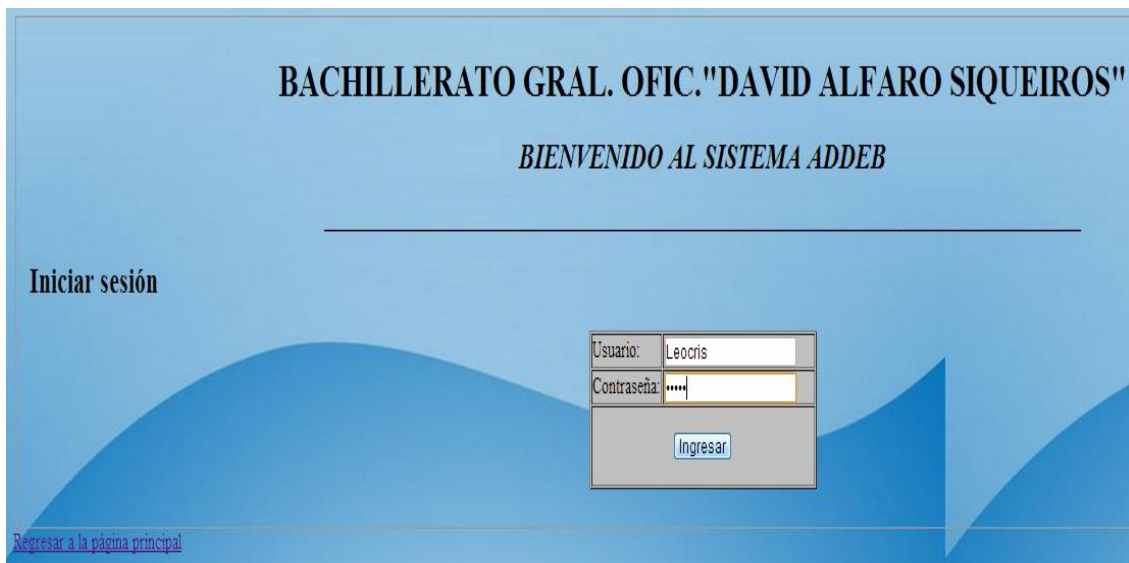 BACHILLERATO GRAL. OFIC."DAVID ALFARO SIQUEIROS"
BIENVENIDO AL SISTEMA ADDEB
Iniciar sesión
Usuario: Leocris
Contraseña: •••••
Ingresar
Regresar a la página principal